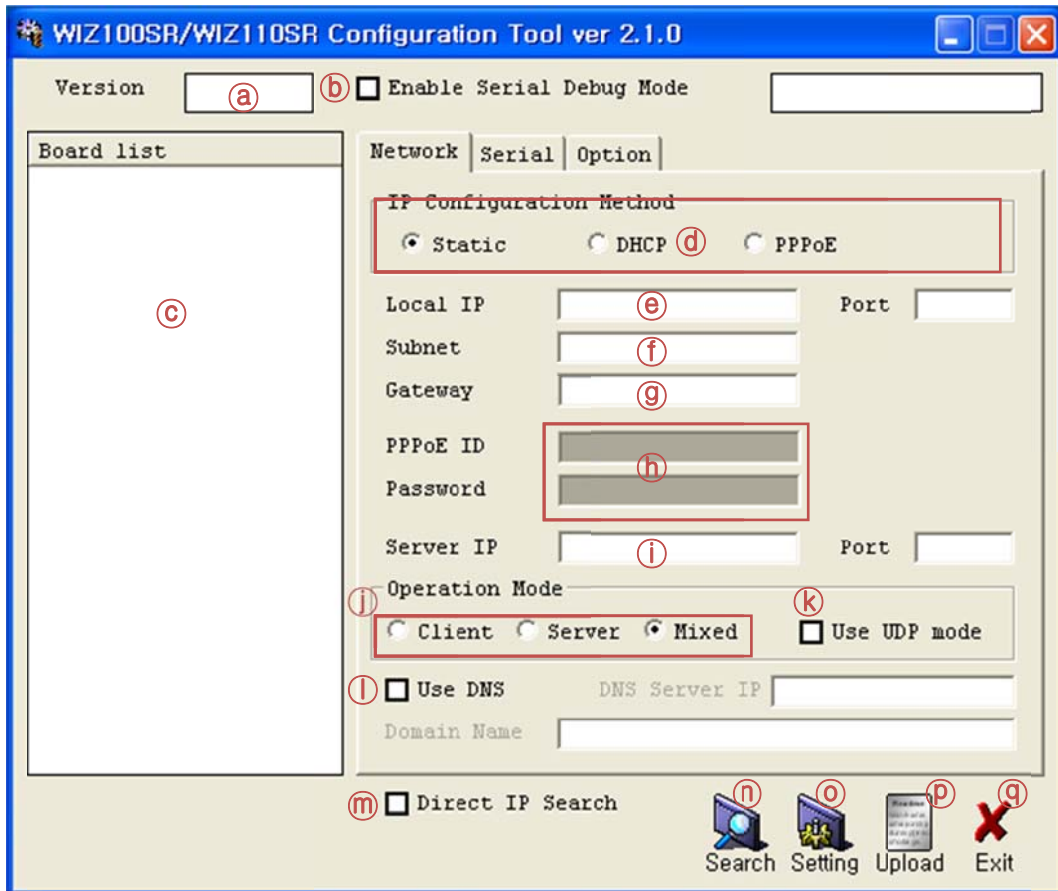 WIZ100SR/WIZ110SR Configuration Tool ver 2.1.0
Version ⓐ ⓑ Enable Serial Debug Mode
Board list
ⓒ
Network Serial Option
IP Configuration Method
Static DHCP ⓓ PPPoE
Local IP ⓔ Port
Subnet ⓕ
Gateway ⓖ
PPPoE ID
ⓗ
Password
Server IP ⓘ Port
Operation Mode
ⓙ ⓚ
Client Server Mixed Use UDP mode
ⓛ Use DNS DNS Server IP
Domain Name
ⓜ Direct IP Search
ⓝ ⓞ ⓟ ⓠ
Readme
Search Setting Upload Exit